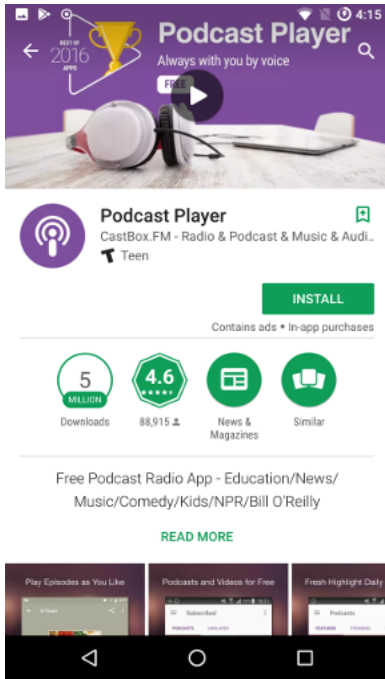 4:15
BEST OF
2016
APPS
Podcast Player
Always with you by voice
FREE
Podcast Player
CastBox.FM - Radio & Podcast & Music & Audi..
T Teen
INSTALL
Contains ads • In-app purchases
5
MILLION
4.6
Downloads
88,915
News &
Magazines
Similar
Free Podcast Radio App - Education/News/
Music/Comedy/Kids/NPR/Bill O'Reilly
READ MORE
Play Episodes as You Like
Podcasts and Videos for Free
Fresh Highlight Daily
Subscribed
Podcasts
PODCASTS
FEATURED